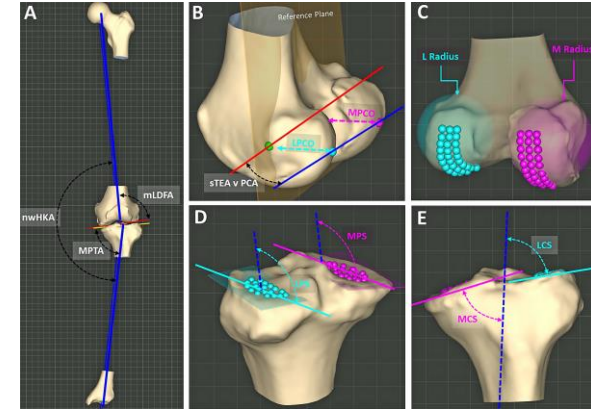 A
nwHKA
mLDFA
MPTA
B
Reference Plane
MPCO
LPCO
sTEA v PCA
C
L Radius
M Radius
D
MPS
LPS
E
LCS
MCS